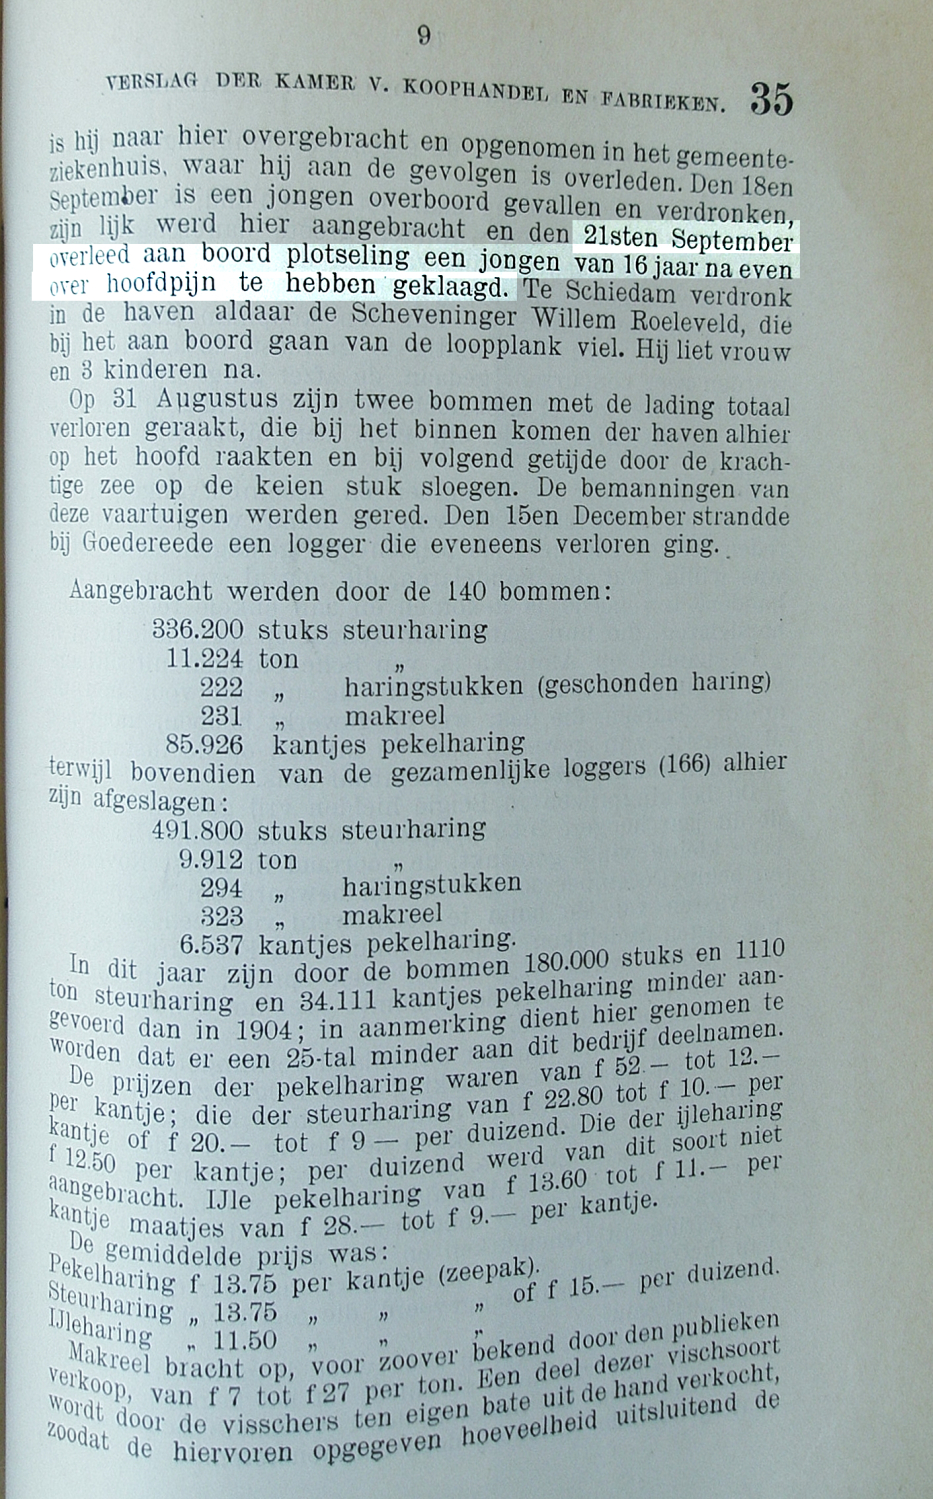 9
VERSLAG DER KAMER V. KOOPHANDEL EN FABRIEKEN. 35
is hij naar hier overgebracht en opgenomen in het gemeente-
ziekenhuis, waar hij aan de gevolgen is overleden. Den 18en
September is een jongen overboord gevallen en verdronken,
zijn lijk werd hier aangebracht en den 21sten September
overleed aan boord plotseling een jongen van 16 jaar na even
over hoofdpijn te hebben geklaagd. Te Schiedam verdronk
in de haven aldaar de Scheveninger Willem Roeleveld, die
bij het aan boord gaan van de loopplank viel. Hij liet vrouw
en 3 kinderen na.
Op 31 Augustus zijn twee bommen met de lading totaal
verloren geraakt, die bij het binnen komen der haven alhier
op het hoofd raakten en bij volgend getijde door de krach-
tige zee op de keien stuk sloegen. De bemanningen van
deze vaartuigen werden gered. Den 15en December strandde
bij Goedereede een logger die eveneens verloren ging.
Aangebracht werden door de 140 bommen:
336.200 stuks steurharing
11.224 ton „
222 „ haringstukken (geschonden haring)
231 „ makreel
85.926 kantjes pekelharing
terwijl bovendien van de gezamenlijke loggers (166) alhier
zijn afgeslagen:
491.800 stuks steurharing
9.912 ton „
294 „ haringstukken
323 „ makreel
6.537 kantjes pekelharing.
In dit jaar zijn door de bommen 180.000 stuks en 1110
ton steurharing en 34.111 kantjes pekelharing minder aan-
gevoerd dan in 1904; in aanmerking dient hier genomen te
worden dat er een 25-tal minder aan dit bedrijf deelnamen.
De prijzen der pekelharing waren van f 52.— tot 12.—
per kantje; die der steurharing van f 22.80 tot f 10.— per
kantje of f 20.— tot f 9 — per duizend. Die der ijleharing
f 12.50 per kantje; per duizend werd van dit soort niet
aangebracht. IJle pekelharing van f 13.60 tot f 11.— per
kantje maatjes van f 28.— tot f 9.— per kantje.
De gemiddelde prijs was:
Pekelharing f 13.75 per kantje (zeepak).
Steurharing „ 13.75 „ „ „ of f 15.— per duizend.
IJleharing „ 11.50 „ „ „
Makreel bracht op, voor zoover bekend door den publieken
verkoop, van f 7 tot f 27 per ton. Een deel dezer vischsoort
wordt door de visschers ten eigen bate uit de hand verkocht,
zoodat de hiervoren opgegeven hoeveelheid uitsluitend de